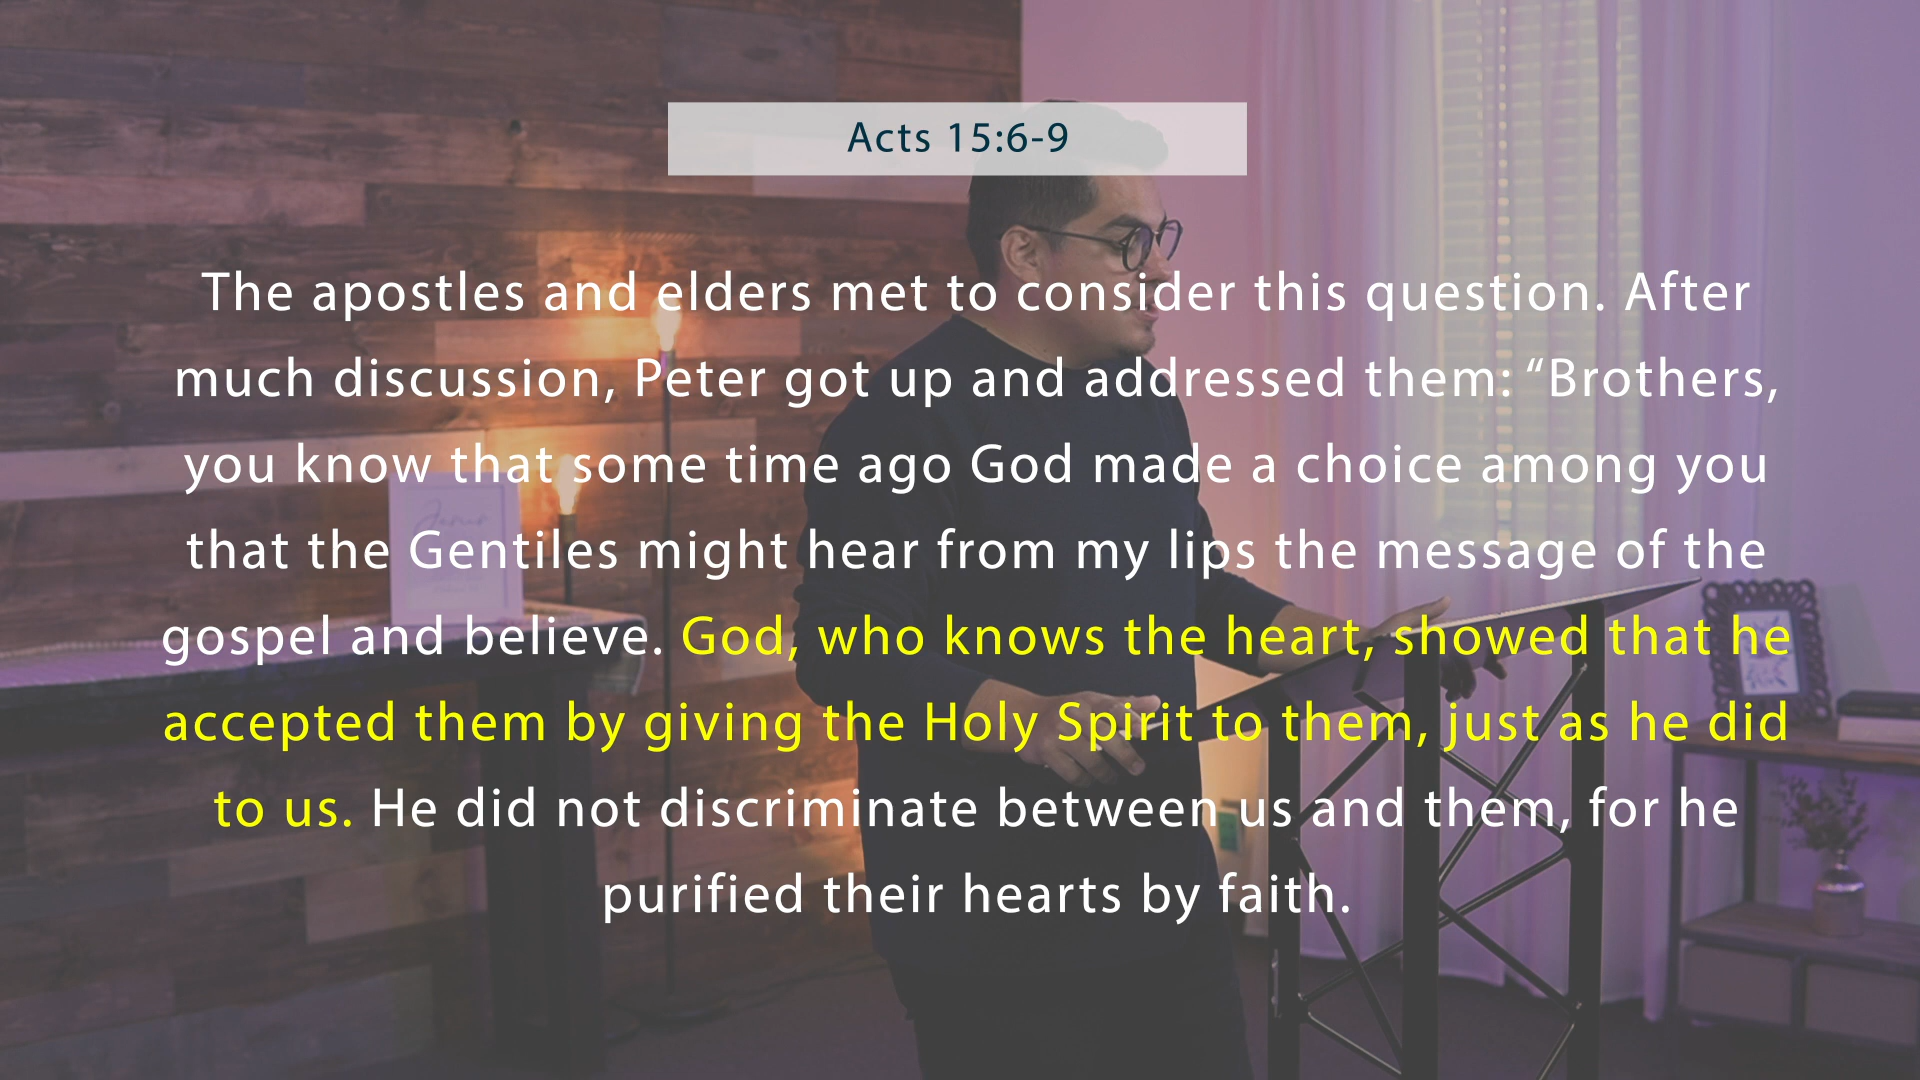 Acts 15:6-9
The apostles and elders met to consider this question. After
much discussion, Peter got up and addressed them: “Brothers,
you know that some time ago God made a choice among you
that the Gentiles might hear from my lips the message of the
gospel and believe. God, who knows the heart, showed that he
accepted them by giving the Holy Spirit to them, just as he did
to us. He did not discriminate between us and them, for he
purified their hearts by faith.
Jesus